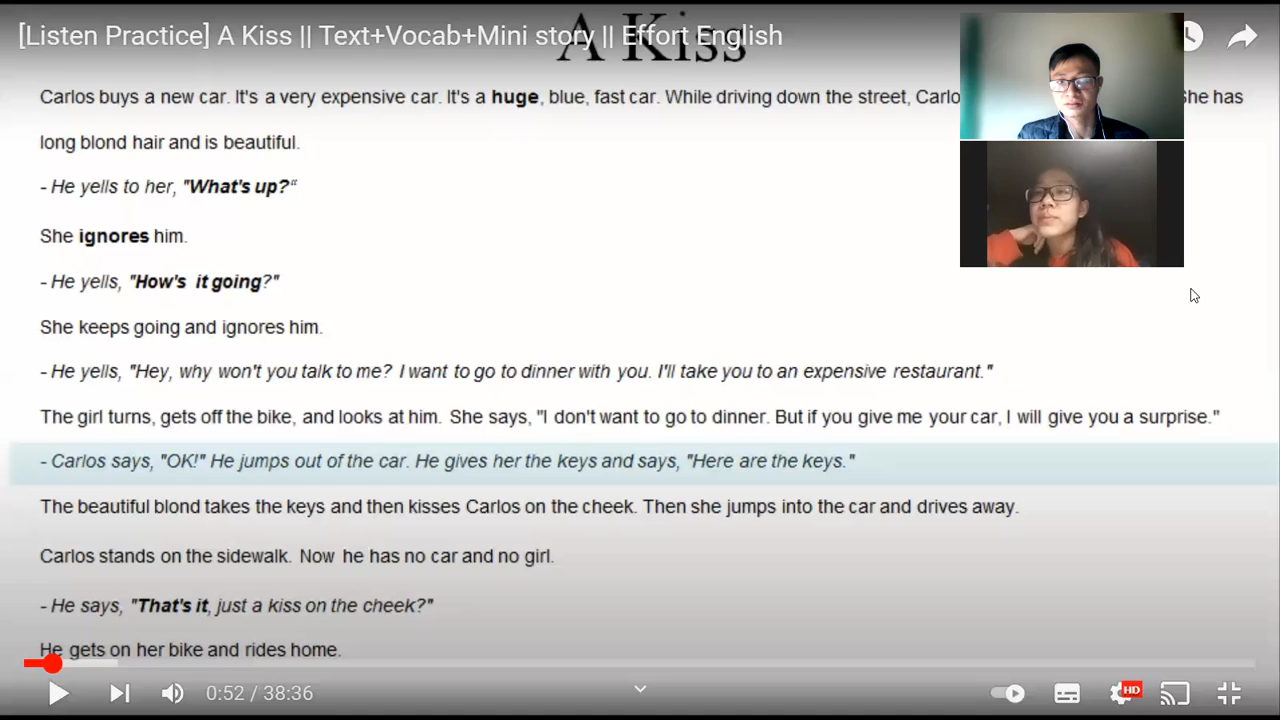 [Listen Practice] A Kiss || Text+Vocab+Mini story || Effort English
A Kiss
Carlos buys a new car. It's a very expensive car. It's a huge, blue, fast car. While driving down the street, She has
long blond hair and is beautiful.
- He yells to her, "What's up?“
She ignores him.
- He yells, "How's it going?"
She keeps going and ignores him.
- He yells, "Hey, why won't you talk to me? I want to go to dinner with you. I'll take you to an expensive restaurant."
The girl turns, gets off the bike, and looks at him. She says, "I don't want to go to dinner. But if you give me your car, I will give you a surprise."
- Carlos says, "OK!" He jumps out of the car. He gives her the keys and says, "Here are the keys."
The beautiful blond takes the keys and then kisses Carlos on the cheek. Then she jumps into the car and drives away.
Carlos stands on the sidewalk. Now he has no car and no girl.
- He says, "That's it, just a kiss on the cheek?"
He gets on her bike and rides home.
0:52 / 38:36
HD